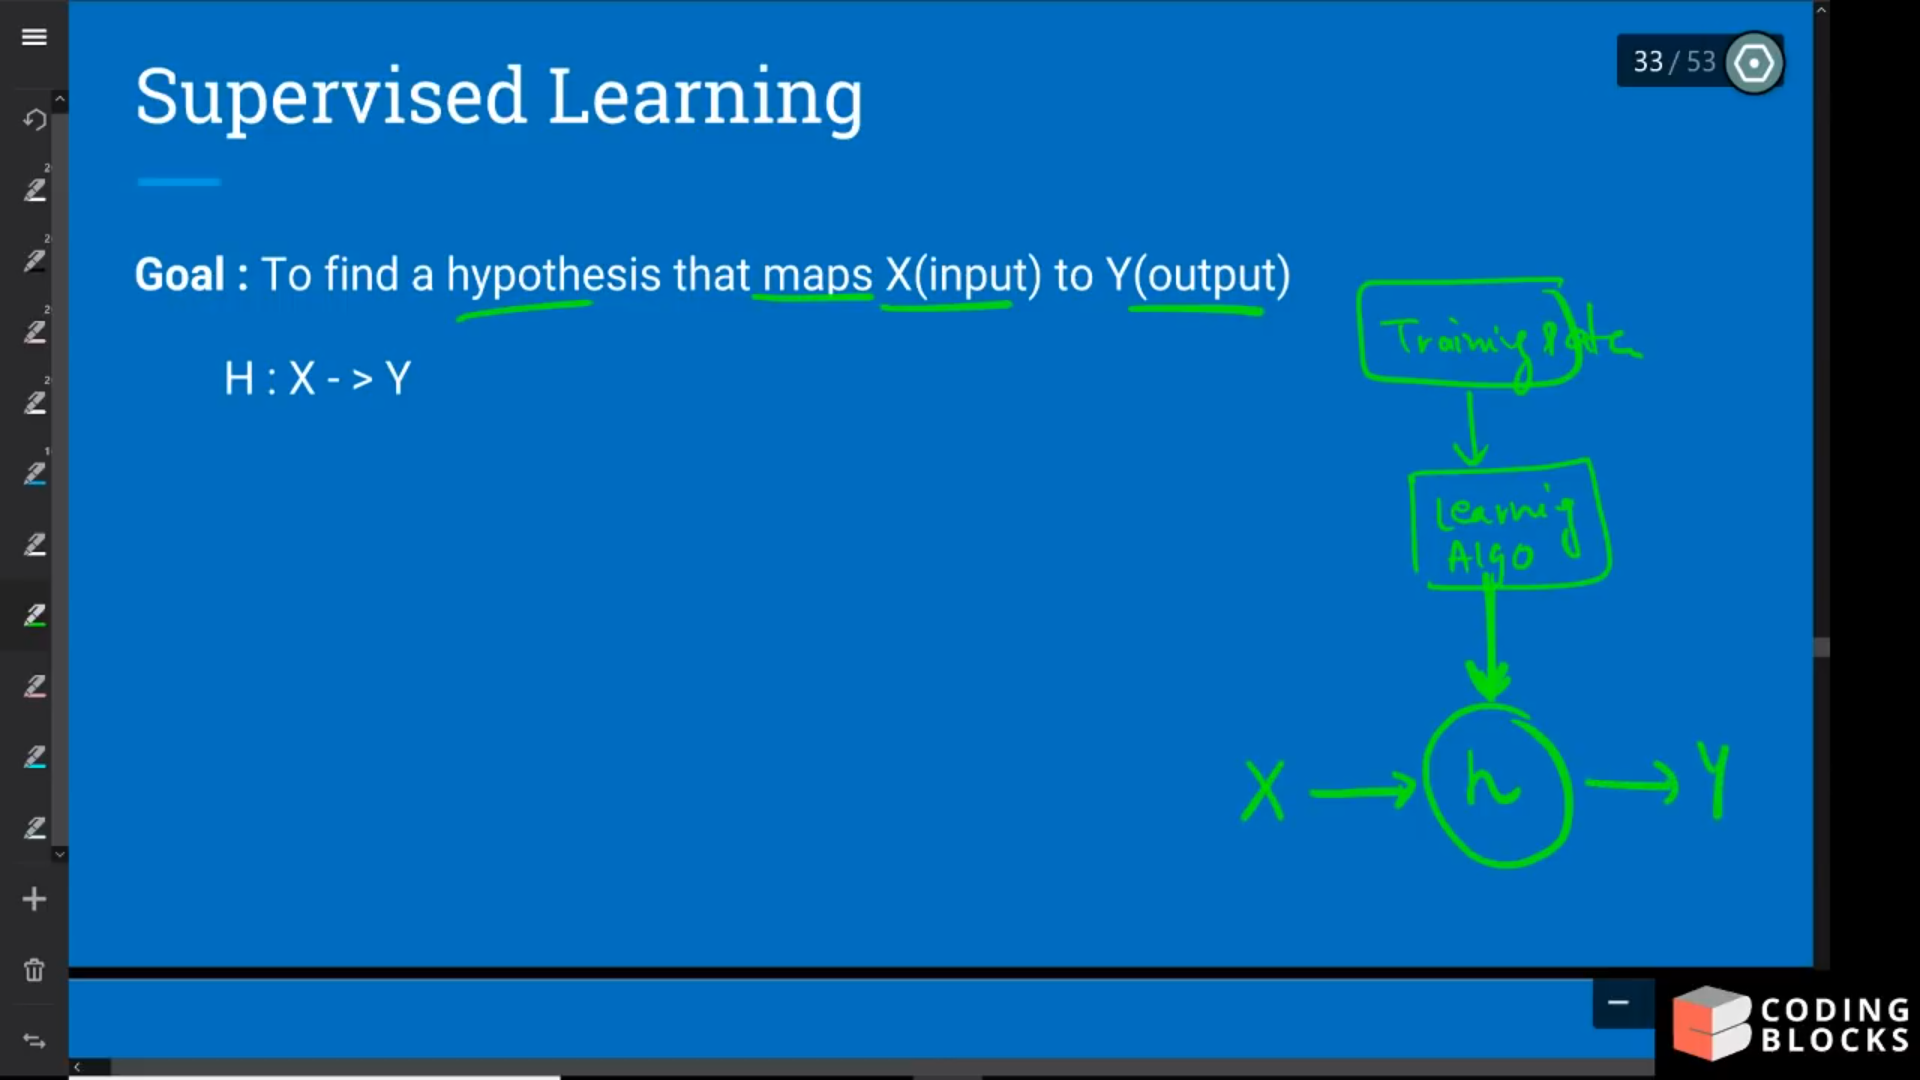 Supervised Learning
33 / 53
Goal : To find a hypothesis that maps X(input) to Y(output)
H : X - > Y
Training Data
Learning
Algo
X
h
Y
CODING
BLOCKS